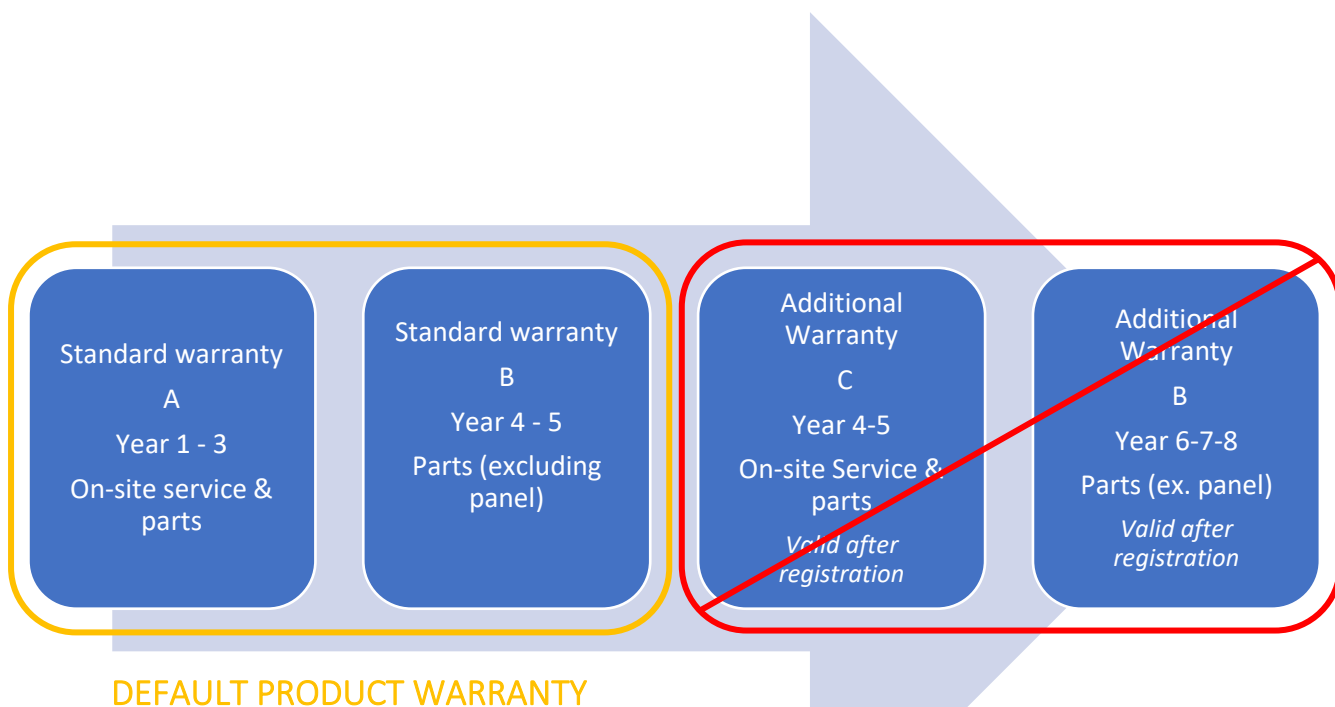 Standard warranty
A
Year 1 - 3
On-site service &
parts
Standard warranty
B
Year 4 - 5
Parts (excluding
panel)
Additional
Warranty
C
Year 4-5
On-site Service &
parts
Valid after
registration
Additional
Warranty
B
Year 6-7-8
Parts (ex. panel)
Valid after
registration
DEFAULT PRODUCT WARRANTY